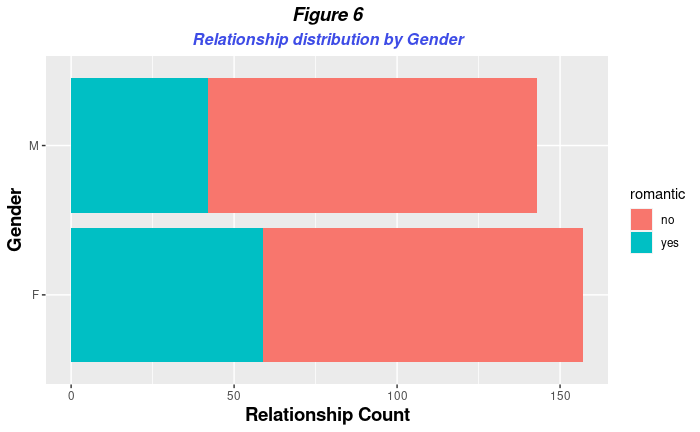 Figure 6
Relationship distribution by Gender
M
F
Gender
0 50 100 150
Relationship Count
romantic
no
yes